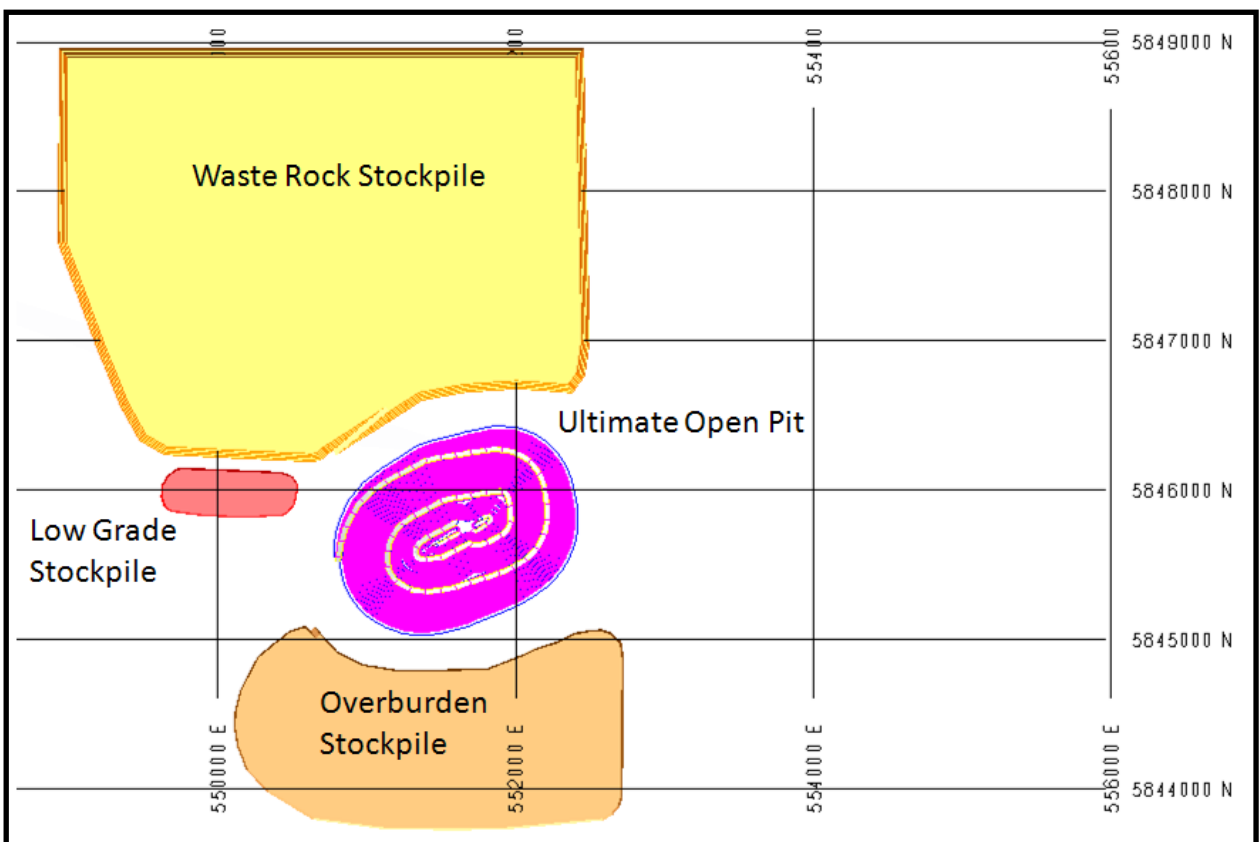 55400
55600
5849000 N
Waste Rock Stockpile
5848000 N
5847000 N
Ultimate Open Pit
5846000 N
Low Grade
Stockpile
5845000 N
Overburden
Stockpile
550000 E
552000 E
554000 E
556000 E
5844000 N